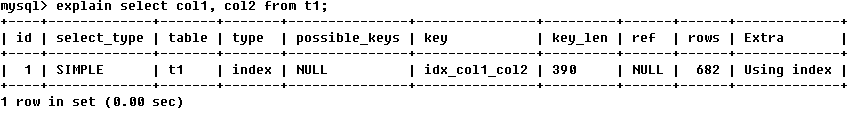 mysql> explain select col1, col2 from t1;
+----+-------------+-------+-------+---------------+---------------+---------+------+------+-------------+
| id | select_type | table | type | possible_keys | key | key_len | ref | rows | Extra |
+----+-------------+-------+-------+---------------+---------------+---------+------+------+-------------+
| 1 | SIMPLE | t1 | index | NULL | idx_col1_col2 | 390 | NULL | 682 | Using index |
+----+-------------+-------+-------+---------------+---------------+---------+------+------+-------------+
1 row in set (0.00 sec)